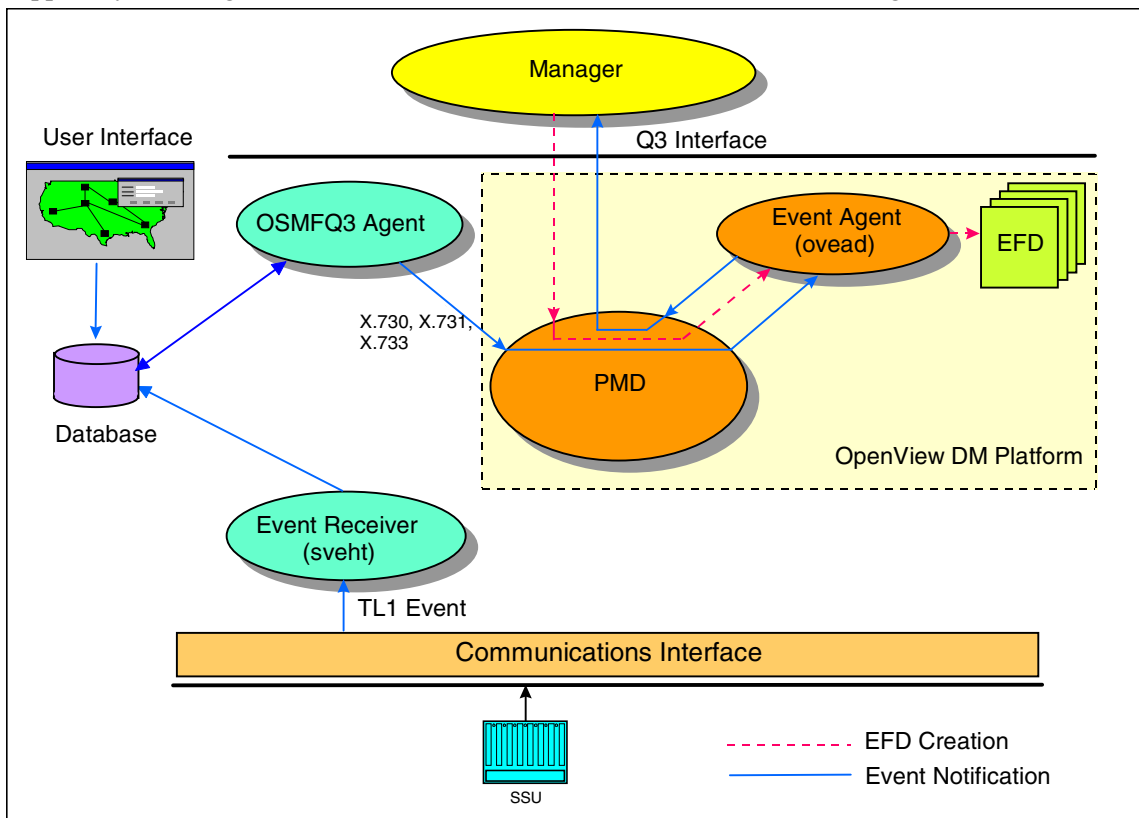 Manager
User Interface
Q3 Interface
OSMFQ3 Agent
Event Agent
(ovead)
EFD
X.730, X.731,
X.733
PMD
Database
OpenView DM Platform
Event Receiver
(sveht)
TL1 Event
Communications Interface
SSU
EFD Creation
Event Notification